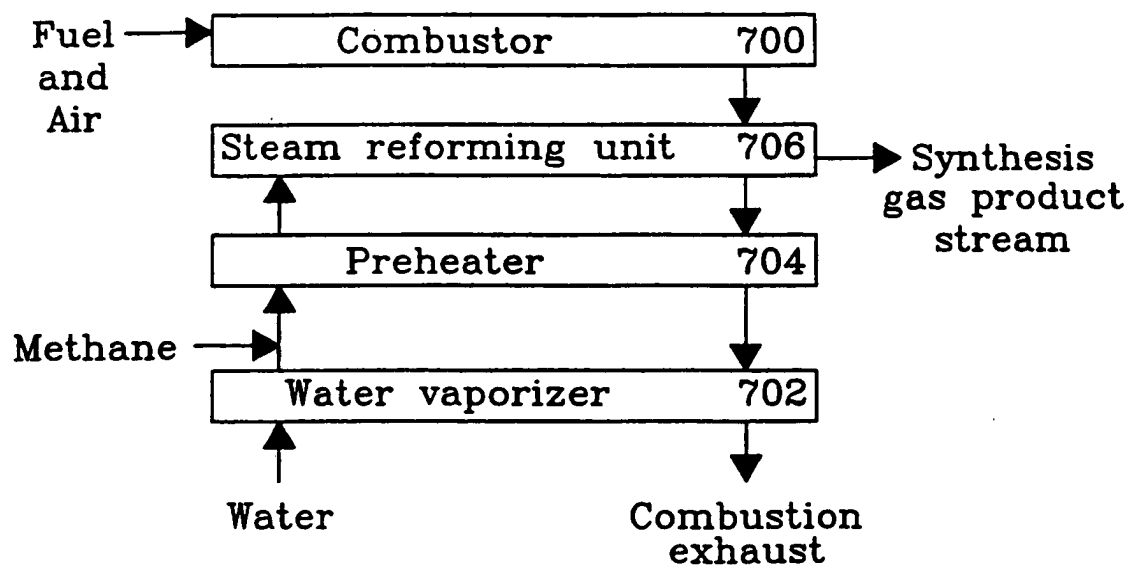 Fuel
and
Air
Combustor 700
Steam reforming unit 706
Synthesis
gas product
stream
Preheater 704
Methane
Water vaporizer 702
Water
Combustion
exhaust